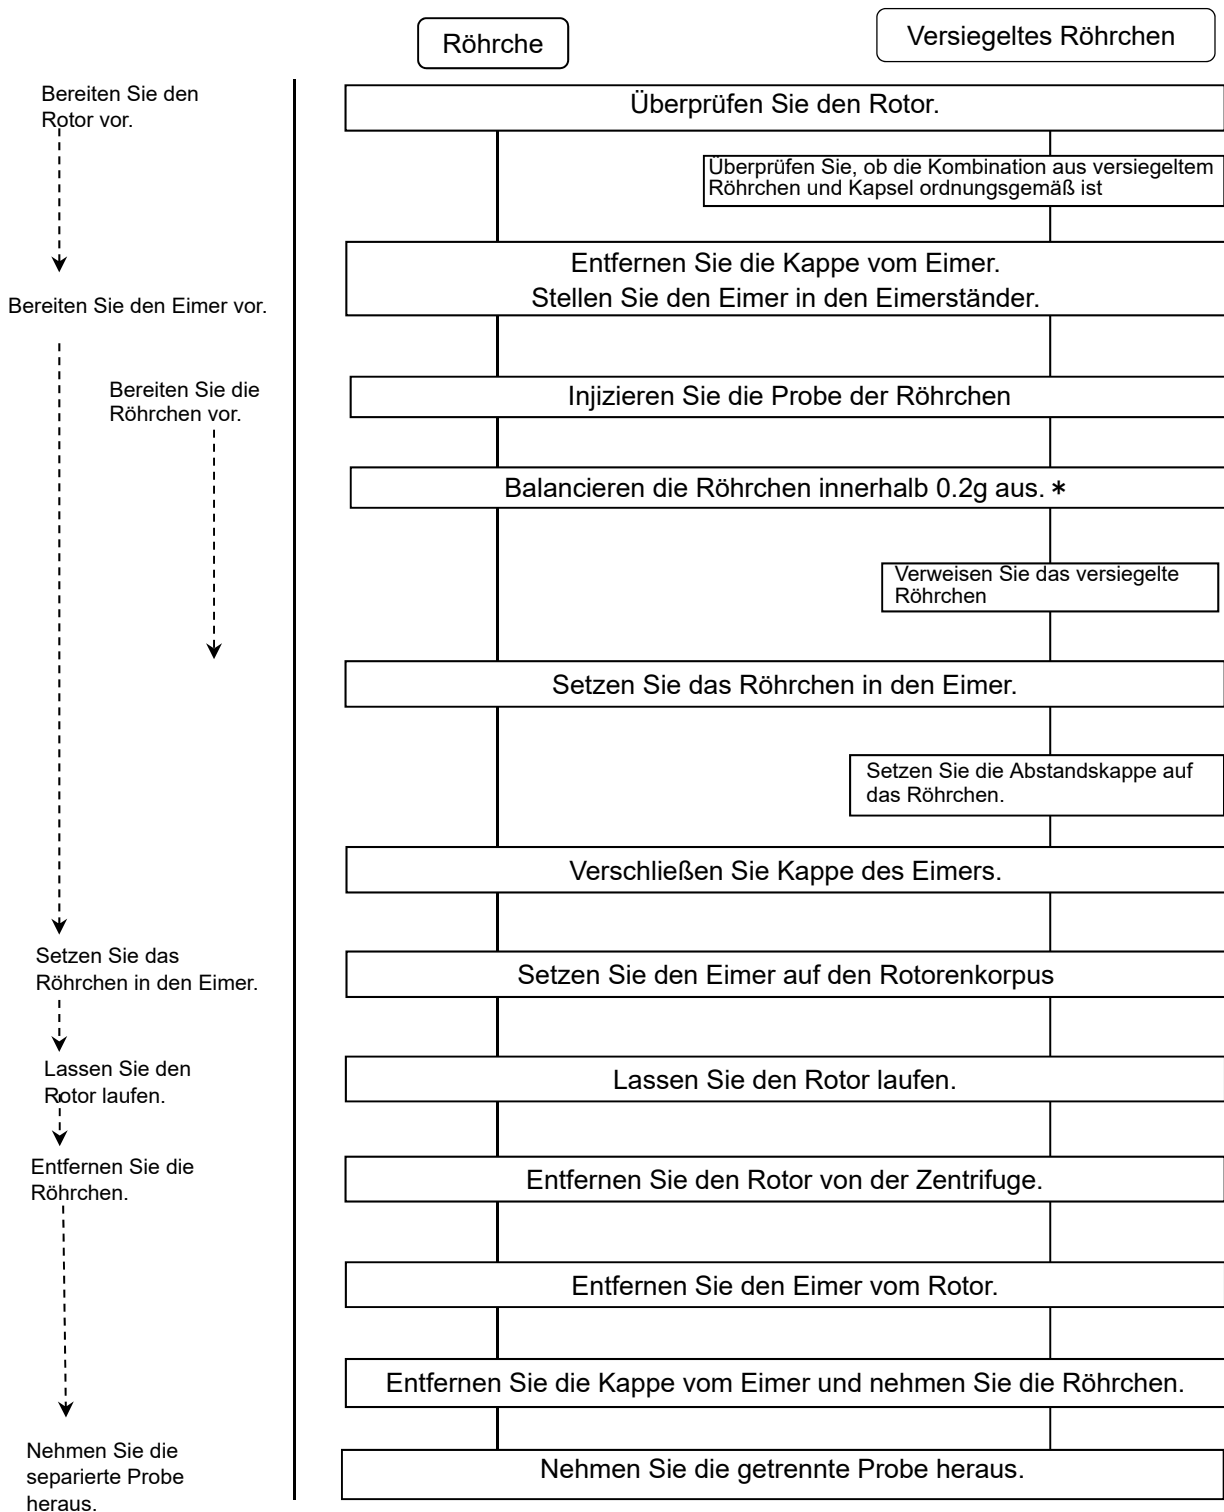 Röhrche
Versiegeltes Röhrchen
Bereiten Sie den
Rotor vor.
Überprüfen Sie den Rotor.
Überprüfen Sie, ob die Kombination aus versiegeltem
Röhrchen und Kapsel ordnungsgemäß ist
Entfernen Sie die Kappe vom Eimer.
Stellen Sie den Eimer in den Eimerständer.
Bereiten Sie den Eimer vor.
Bereiten Sie die
Röhrchen vor.
Injizieren Sie die Probe der Röhrchen
Balancieren die Röhrchen innerhalb 0.2g aus. *
Verweisen Sie das versiegelte
Röhrchen
Setzen Sie das Röhrchen in den Eimer.
Setzen Sie die Abstandskappe auf
das Röhrchen.
Verschließen Sie Kappe des Eimers.
Setzen Sie das
Röhrchen in den Eimer.
Setzen Sie den Eimer auf den Rotorenkorpus
Lassen Sie den
Rotor laufen.
Lassen Sie den Rotor laufen.
Entfernen Sie die
Röhrchen.
Entfernen Sie den Rotor von der Zentrifuge.
Entfernen Sie den Eimer vom Rotor.
Entfernen Sie die Kappe vom Eimer und nehmen Sie die Röhrchen.
Nehmen Sie die
separierte Probe
heraus.
Nehmen Sie die getrennte Probe heraus.